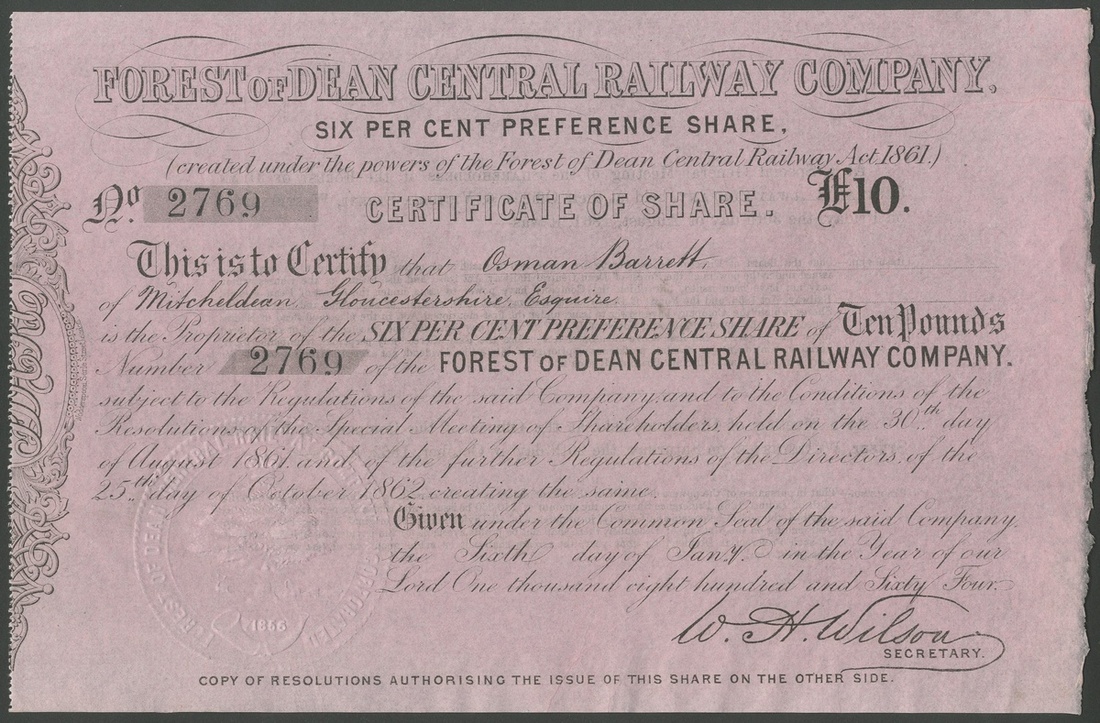 FOREST OF DEAN CENTRAL RAILWAY COMPANY.
SIX PER CENT PREFERENCE SHARE,
(created under the powers of the Forest of Dean Central Railway Act 1861.)
No. 2769 CERTIFICATE OF SHARE. £10.
This is to Certify that Osman Barrett,
of Mitcheldean, Gloucestershire, Esquire.
is the Proprietor of the SIX PER CENT PREFERENCE SHARE of Ten Pounds
Number 2769 of the FOREST OF DEAN CENTRAL RAILWAY COMPANY.
subject to the Regulations of the said Company, and to the Conditions of the
Resolutions of the Special Meeting of Shareholders, held on the 30th day
of August 1861. and of the further Regulations of the Directors, of the
25th day of October 1862, creating the same.
Given under the Common Seal of the said Company,
the Sixth day of Jany. in the Year of our
Lord One thousand eight hundred and Sixty Four.
W. H. Wilson
SECRETARY.
COPY OF RESOLUTIONS AUTHORISING THE ISSUE OF THIS SHARE ON THE OTHER SIDE.
FOREST OF DEAN CENTRAL RAILWAY COMPANY INCORPORATED